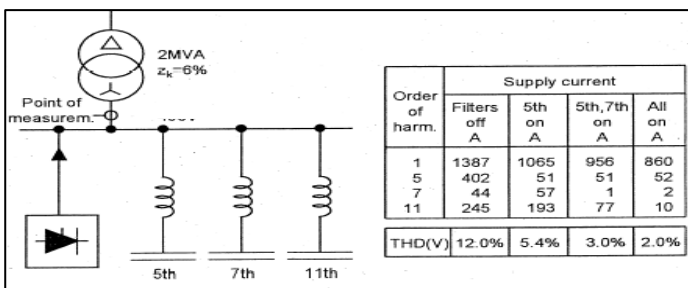 2MVA
zk=6%
Point of
measurem.
5th
7th
11th
Order of harm.
Supply current
Filters off A
5th on A
5th,7th on A
All on A
1 1387 1065 956 860
5 402 51 51 52
7 44 57 1 2
11 245 193 77 10
THD(V) 12.0% 5.4% 3.0% 2.0%